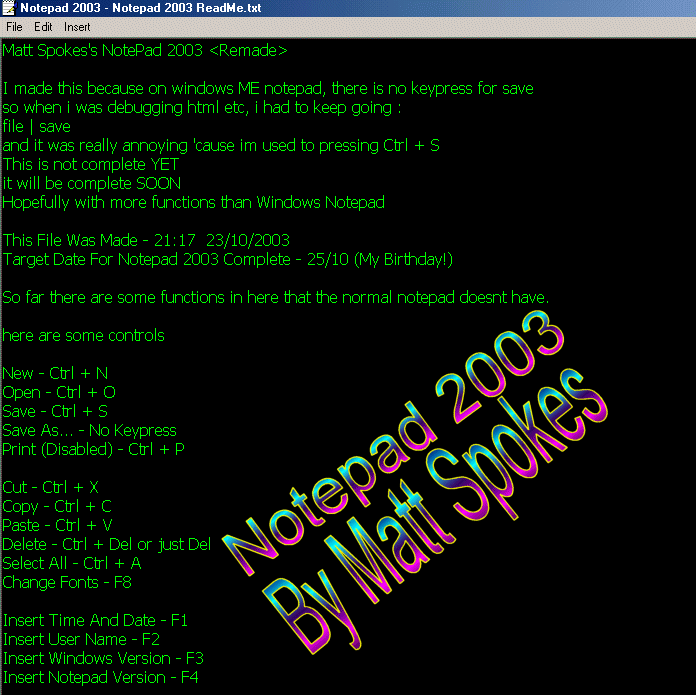 Notepad 2003 - Notepad 2003 ReadMe.txt
File Edit Insert
Matt Spokes's NotePad 2003 <Remade>
I made this because on windows ME notepad, there is no keypress for save
so when i was debugging html etc, i had to keep going :
file | save
and it was really annoying 'cause im used to pressing Ctrl + S
This is not complete YET
it will be complete SOON
Hopefully with more functions than Windows Notepad
This File Was Made - 21:17 23/10/2003
Target Date For Notepad 2003 Complete - 25/10 (My Birthday!)
So far there are some functions in here that the normal notepad doesnt have.
here are some controls
New - Ctrl + N
Open - Ctrl + O
Save - Ctrl + S
Save As... - No Keypress
Print (Disabled) - Ctrl + P
Cut - Ctrl + X
Copy - Ctrl + C
Paste - Ctrl + V
Delete - Ctrl + Del or just Del
Select All - Ctrl + A
Change Fonts - F8
Insert Time And Date - F1
Insert User Name - F2
Insert Windows Version - F3
Insert Notepad Version - F4
Notepad 2003
By Matt Spokes